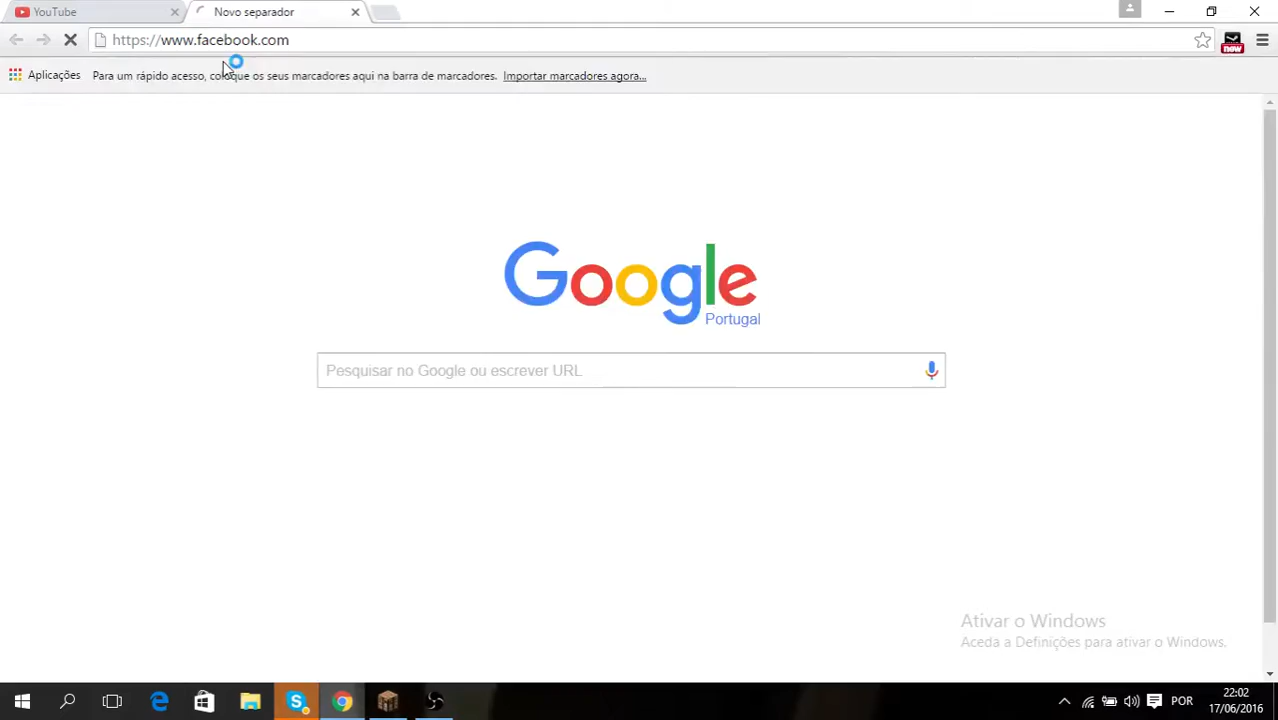 YouTube
Novo separador
https://www.facebook.com
new
Aplicações
Para um rápido acesso, coloque os seus marcadores aqui na barra de marcadores.
Importar marcadores agora...
Google
Portugal
Pesquisar no Google ou escrever URL
Ativar o Windows
Aceda a Definições para ativar o Windows.
POR
22:02
17/06/2016